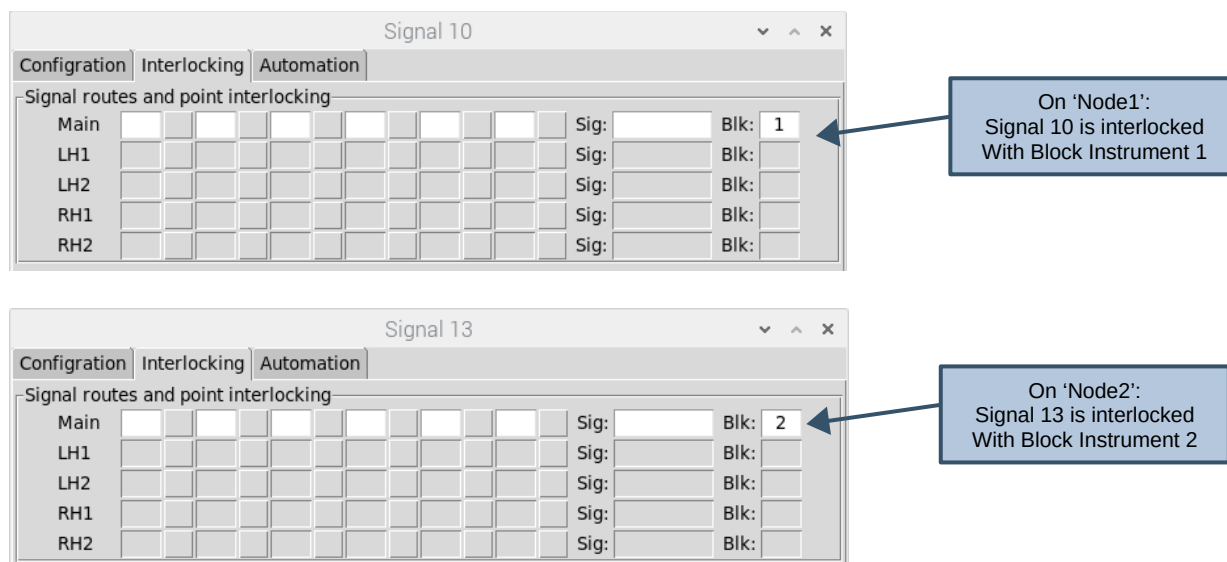 Signal 10
Configration Interlocking Automation
Signal routes and point interlocking
Main Sig: Blk: 1
LH1 Sig: Blk:
LH2 Sig: Blk:
RH1 Sig: Blk:
RH2 Sig: Blk:
On ‘Node1’:
Signal 10 is interlocked
With Block Instrument 1
Signal 13
Configration Interlocking Automation
Signal routes and point interlocking
Main Sig: Blk: 2
LH1 Sig: Blk:
LH2 Sig: Blk:
RH1 Sig: Blk:
RH2 Sig: Blk:
On ‘Node2’:
Signal 13 is interlocked
With Block Instrument 2